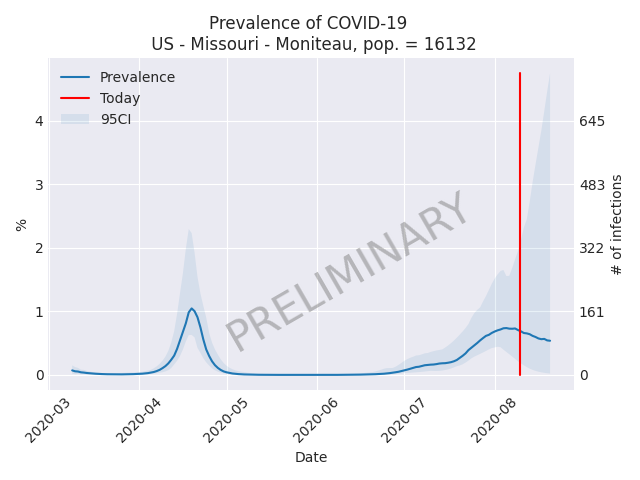 Prevalence of COVID-19
US - Missouri - Moniteau, pop. = 16132
Prevalence
Today
95CI
PRELIMINARY
%
4
3
2
1
0
# of infections
645
483
322
161
0
2020-03
2020-04
2020-05
2020-06
2020-07
2020-08
Date